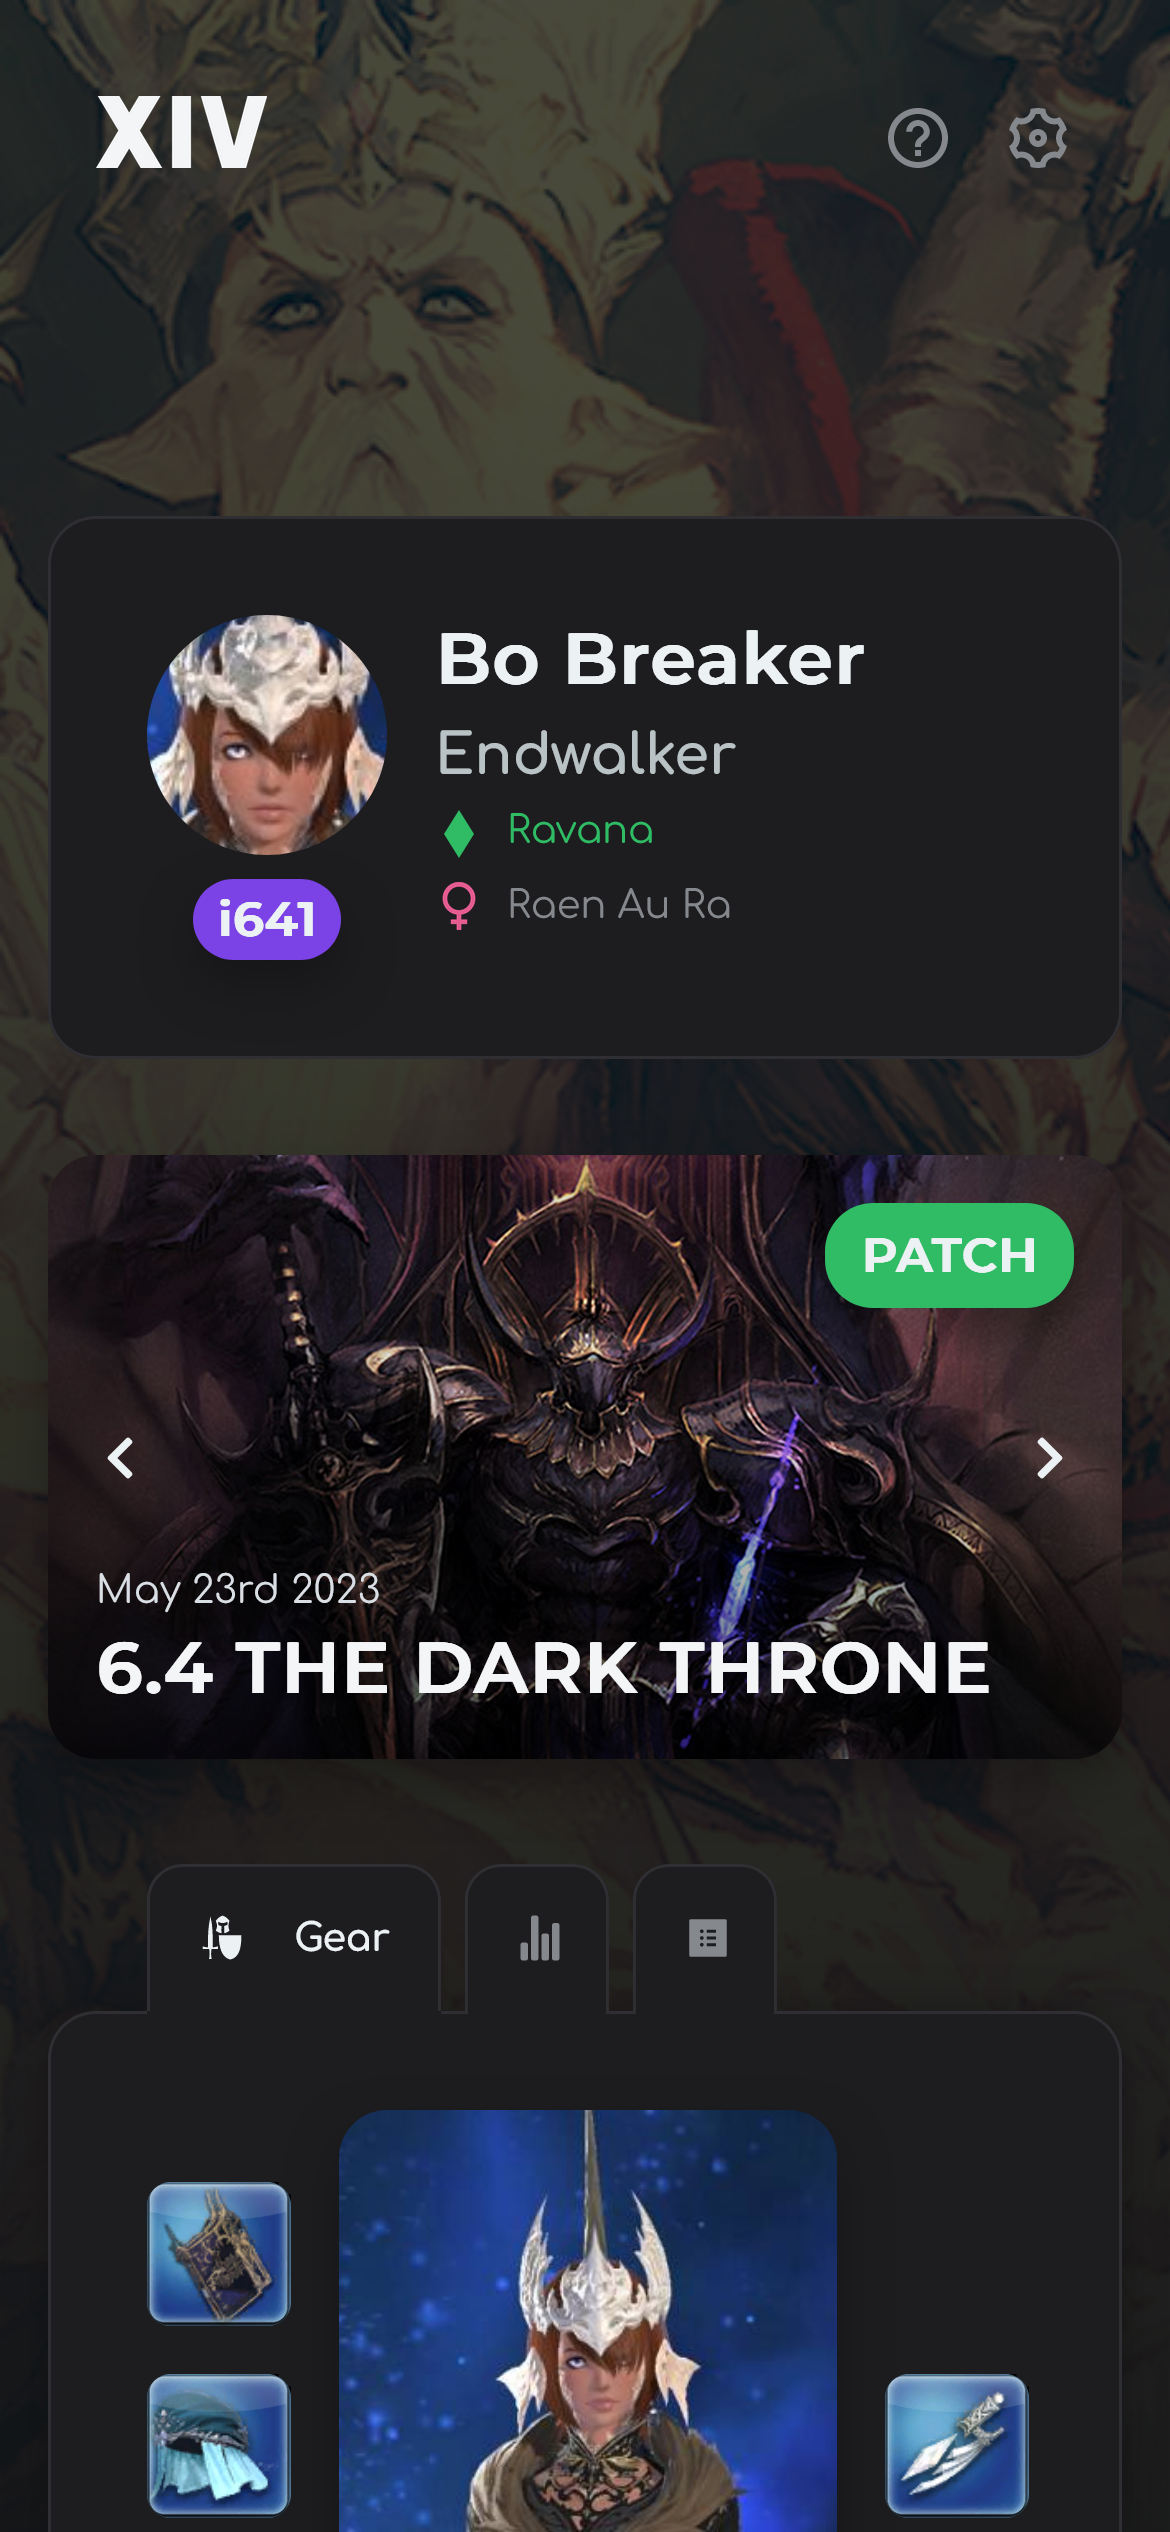 XIV
Bo Breaker
Endwalker
Ravana
Raen Au Ra
i641
PATCH
May 23rd 2023
6.4 THE DARK THRONE
Gear